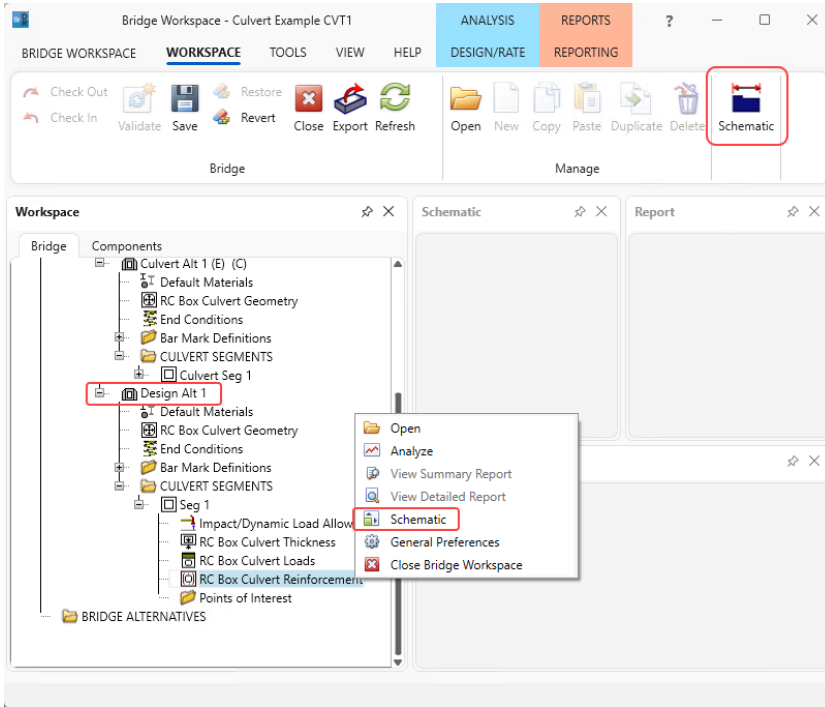 Bridge Workspace - Culvert Example CVT1
ANALYSIS
REPORTS
?
BRIDGE WORKSPACE
WORKSPACE
TOOLS
VIEW
HELP
DESIGN/RATE
REPORTING
Check Out
Check In
Validate
Save
Restore
Revert
Close
Export
Refresh
Bridge
Open
New
Copy
Paste
Duplicate
Delete
Schematic
Manage
Workspace
Bridge
Components
Culvert Alt 1 (E) (C)
Default Materials
RC Box Culvert Geometry
End Conditions
Bar Mark Definitions
CULVERT SEGMENTS
Culvert Seg 1
Design Alt 1
Default Materials
RC Box Culvert Geometry
End Conditions
Bar Mark Definitions
CULVERT SEGMENTS
Seg 1
Impact/Dynamic Load Allow
RC Box Culvert Thickness
RC Box Culvert Loads
RC Box Culvert Reinforcement
Points of Interest
BRIDGE ALTERNATIVES
Open
Analyze
View Summary Report
View Detailed Report
Schematic
General Preferences
Close Bridge Workspace
Schematic
Report